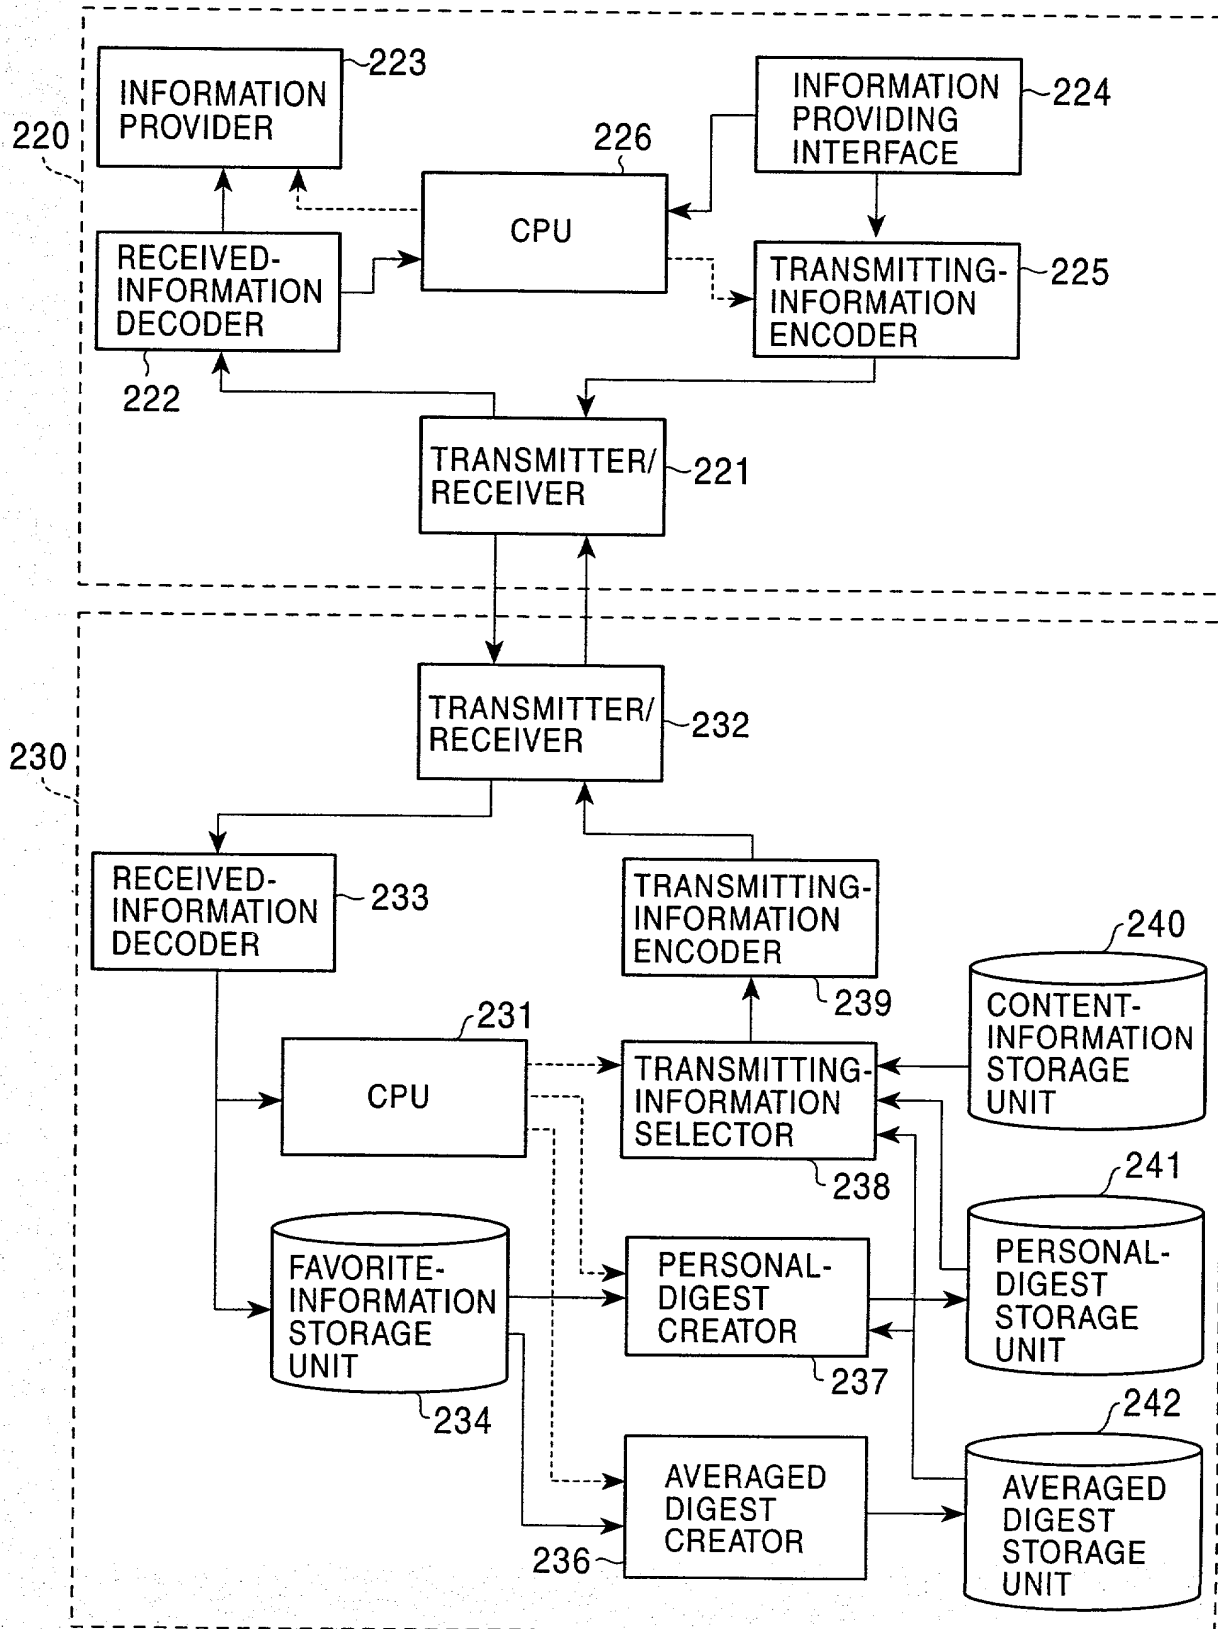 220
INFORMATION
PROVIDER
223
226
CPU
INFORMATION
PROVIDING
INTERFACE
224
RECEIVED-
INFORMATION
DECODER
222
TRANSMITTING-
INFORMATION
ENCODER
225
TRANSMITTER/
RECEIVER
221
230
TRANSMITTER/
RECEIVER
232
RECEIVED-
INFORMATION
DECODER
233
TRANSMITTING-
INFORMATION
ENCODER
239
240
CONTENT-
INFORMATION
STORAGE
UNIT
231
CPU
TRANSMITTING-
INFORMATION
SELECTOR
238
241
PERSONAL-
DIGEST
STORAGE
UNIT
FAVORITE-
INFORMATION
STORAGE
UNIT
234
PERSONAL-
DIGEST
CREATOR
237
242
AVERAGED
DIGEST
STORAGE
UNIT
AVERAGED
DIGEST
CREATOR
236